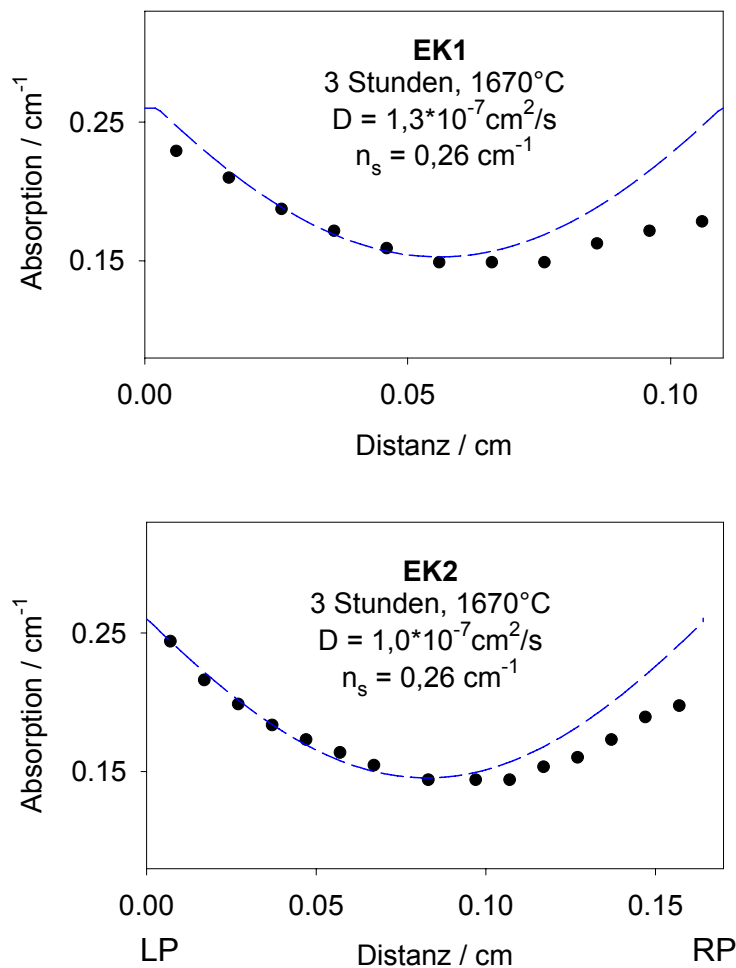 EK1
3 Stunden, 1670°C
D = 1,3*10⁻⁷cm²/s
nₛ = 0,26 cm⁻¹
Absorption / cm⁻¹
0.25
0.15
0.00 0.05 0.10
Distanz / cm
EK2
3 Stunden, 1670°C
D = 1,0*10⁻⁷cm²/s
nₛ = 0,26 cm⁻¹
Absorption / cm⁻¹
0.25
0.15
0.00 0.05 0.10 0.15
LP Distanz / cm RP